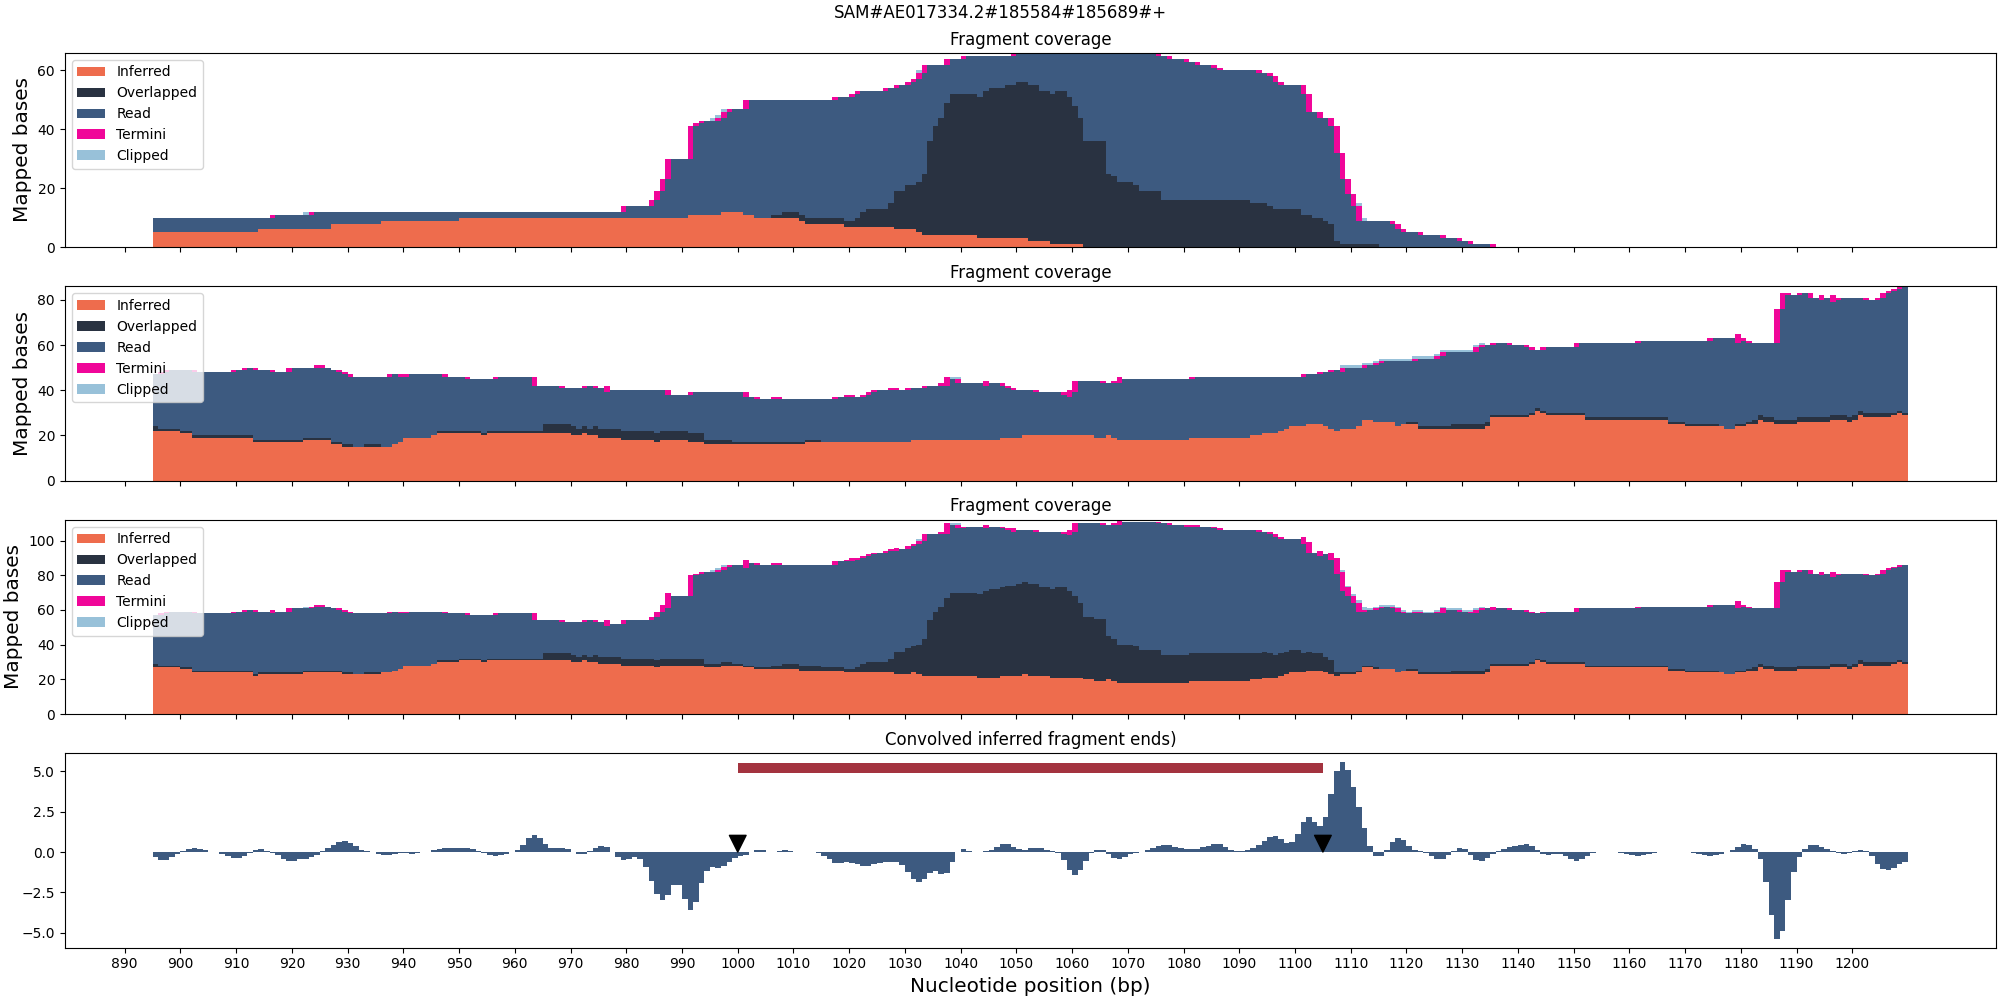 SAM#AE017334.2#185584#185689#+
Fragment coverage
Mapped bases
60
40
20
0
Inferred
Overlapped
Read
Termini
Clipped
Fragment coverage
Mapped bases
80
60
40
20
0
Inferred
Overlapped
Read
Termini
Clipped
Fragment coverage
Mapped bases
100
80
60
40
20
0
Inferred
Overlapped
Read
Termini
Clipped
Convolved inferred fragment ends)
5.0
2.5
0.0
−2.5
−5.0
890 900 910 920 930 940 950 960 970 980 990 1000 1010 1020 1030 1040 1050 1060 1070 1080 1090 1100 1110 1120 1130 1140 1150 1160 1170 1180 1190 1200
Nucleotide position (bp)